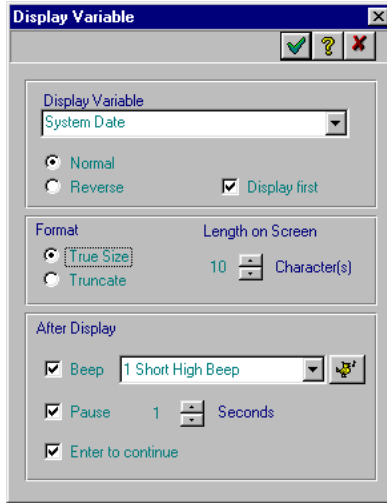 Display Variable
Display Variable
System Date
Normal
Reverse
Display first
Format
Length on Screen
True Size
10 Character(s)
Truncate
After Display
Beep 1 Short High Beep
Pause 1 Seconds
Enter to continue